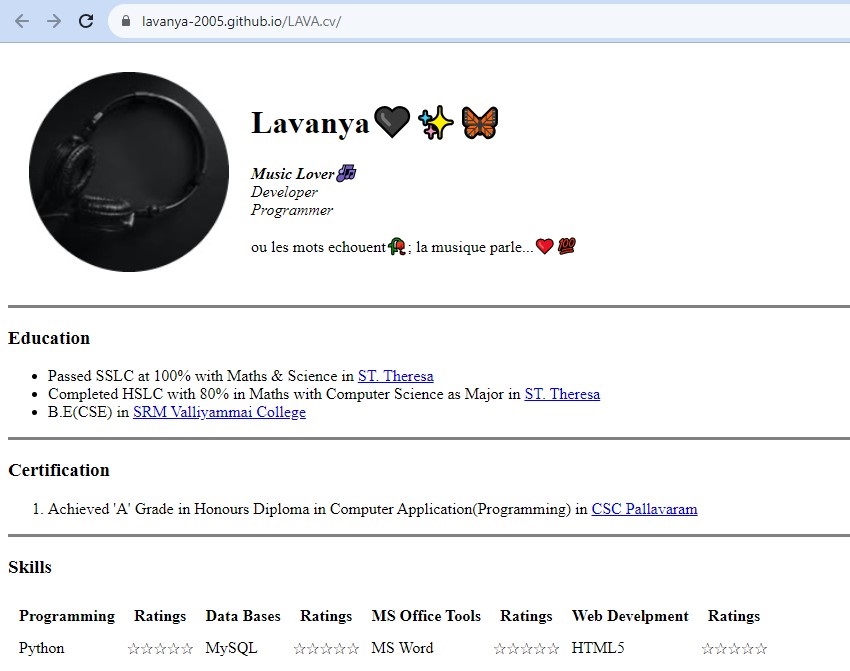 lavanya-2005.github.io/LAVA.cv/
Lavanya🖤✨🦋
Music Lover🎶
Developer
Programmer
ou les mots echouent🥀; la musique parle...❤️💯
Education
• Passed SSLC at 100% with Maths & Science in ST. Theresa
• Completed HSLC with 80% in Maths with Computer Science as Major in ST. Theresa
• B.E(CSE) in SRM Valliyammai College
Certification
1. Achieved 'A' Grade in Honours Diploma in Computer Application(Programming) in CSC Pallavaram
Skills
Programming Ratings Data Bases Ratings MS Office Tools Ratings Web Develpment Ratings
Python ☆☆☆☆☆ MySQL ☆☆☆☆☆ MS Word ☆☆☆☆☆ HTML5 ☆☆☆☆☆